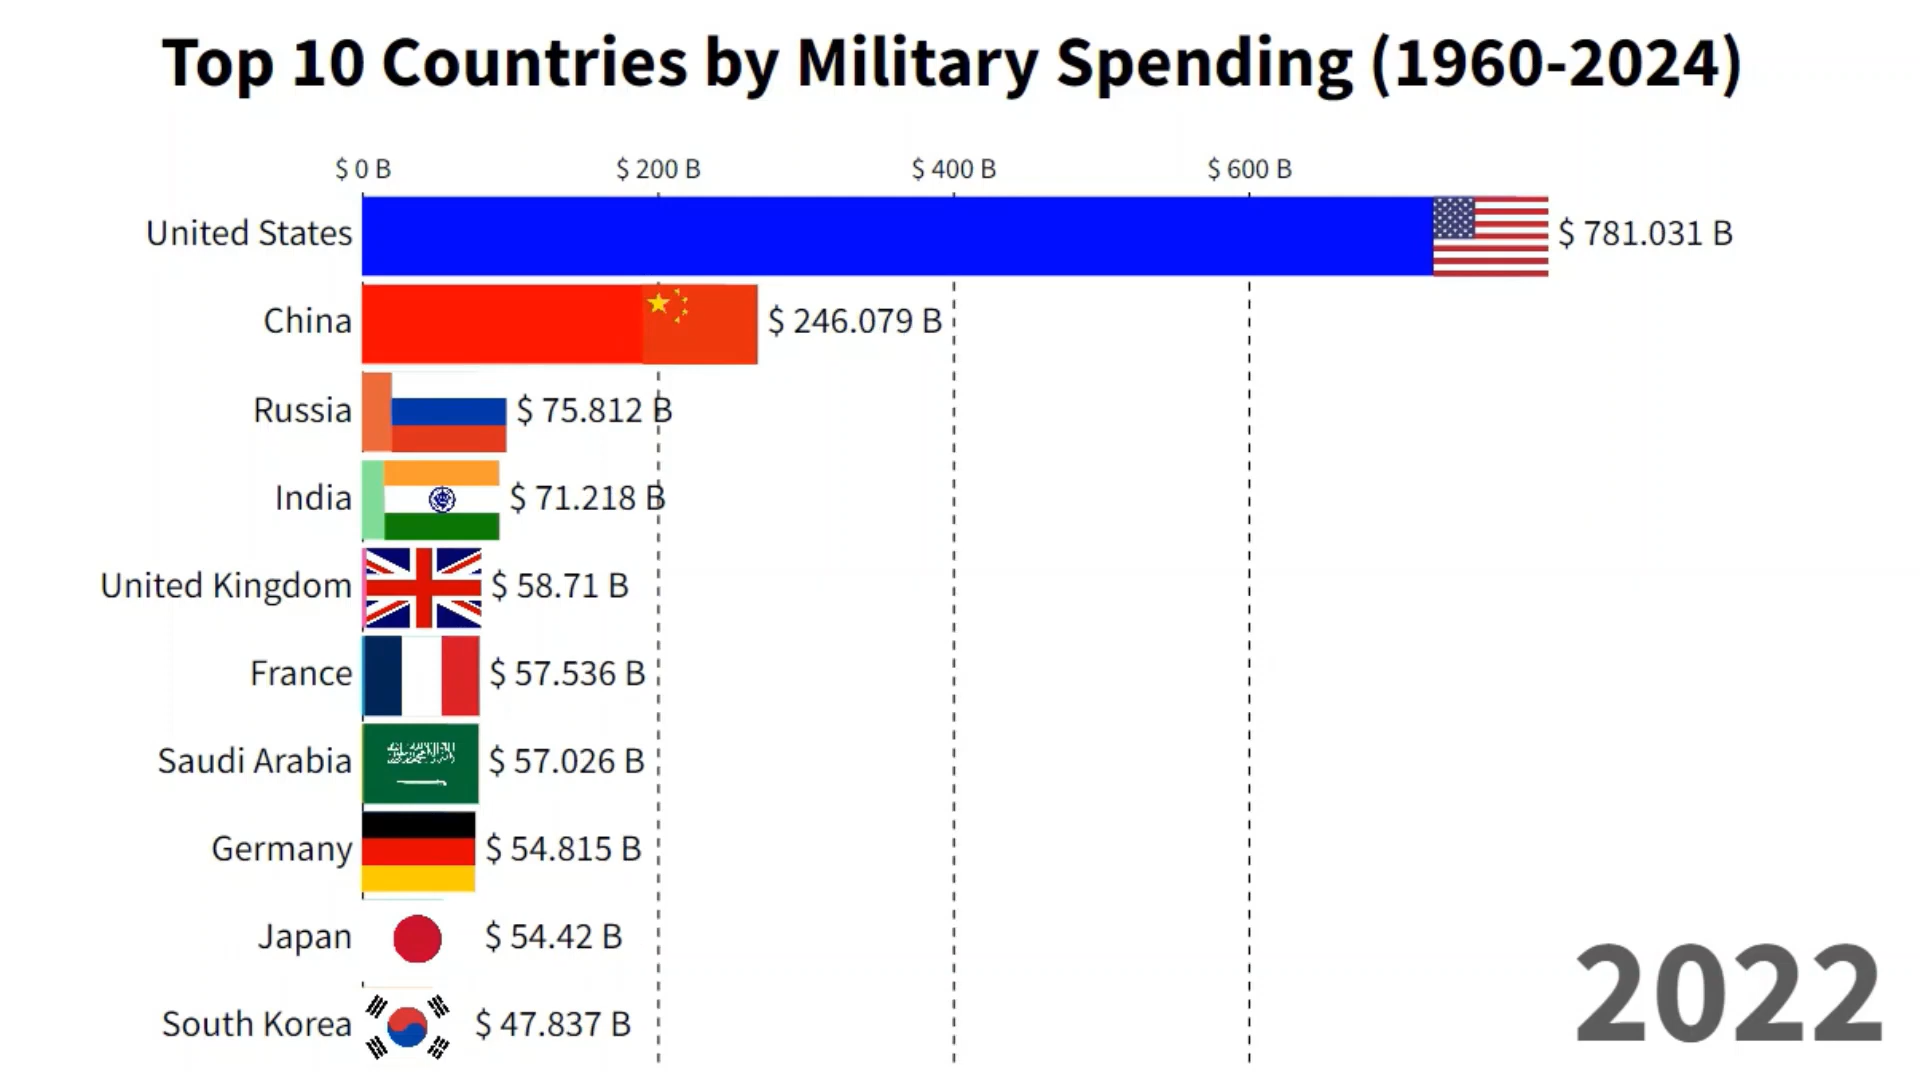 Top 10 Countries by Military Spending (1960-2024)
$ 0 B $ 200 B $ 400 B $ 600 B
United States $ 781.031 B
China $ 246.079 B
Russia $ 75.812 B
India $ 71.218 B
United Kingdom $ 58.71 B
France $ 57.536 B
Saudi Arabia $ 57.026 B
Germany $ 54.815 B
Japan $ 54.42 B
South Korea $ 47.837 B
2022